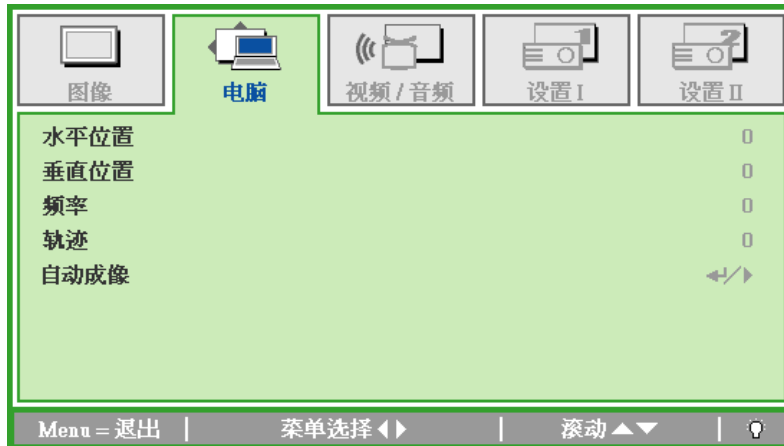 图像
电脑
视频 / 音频
设置 I
设置 II
水平位置 0
垂直位置 0
频率 0
轨迹 0
自动成像
Menu = 退出 菜单选择 滚动